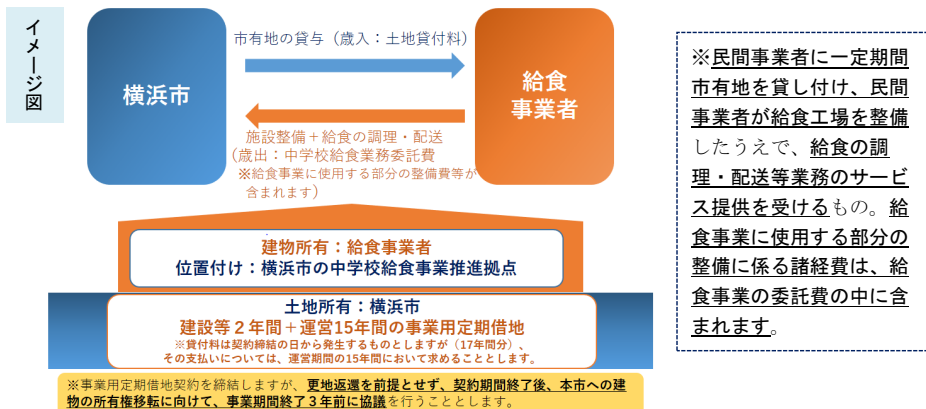 イメージ図
横浜市
市有地の貸与（歳入：土地貸付料）
給食
事業者
施設整備＋給食の調理・配送
(歳出：中学校給食業務委託費
※給食事業に使用する部分の整備費等が
含まれます）
建物所有：給食事業者
位置付け：横浜市の中学校給食事業推進拠点
土地所有：横浜市
建設等２年間＋運営15年間の事業用定期借地
※貸付料は契約締結の日から発生するものとしますが（17年間分）、
その支払いについては、運営期間の15年間において求めることとします。
※事業用定期借地契約を締結しますが、更地返還を前提とせず、契約期間終了後、本市への建
物の所有権移転に向けて、事業期間終了３年前に協議を行うこととします。
※民間事業者に一定期間
市有地を貸し付け、民間
事業者が給食工場を整備
したうえで、給食の調
理・配送等業務のサービ
ス提供を受けるもの。給
食事業に使用する部分の
整備に係る諸経費は、給
食事業の委託費の中に含
まれます。